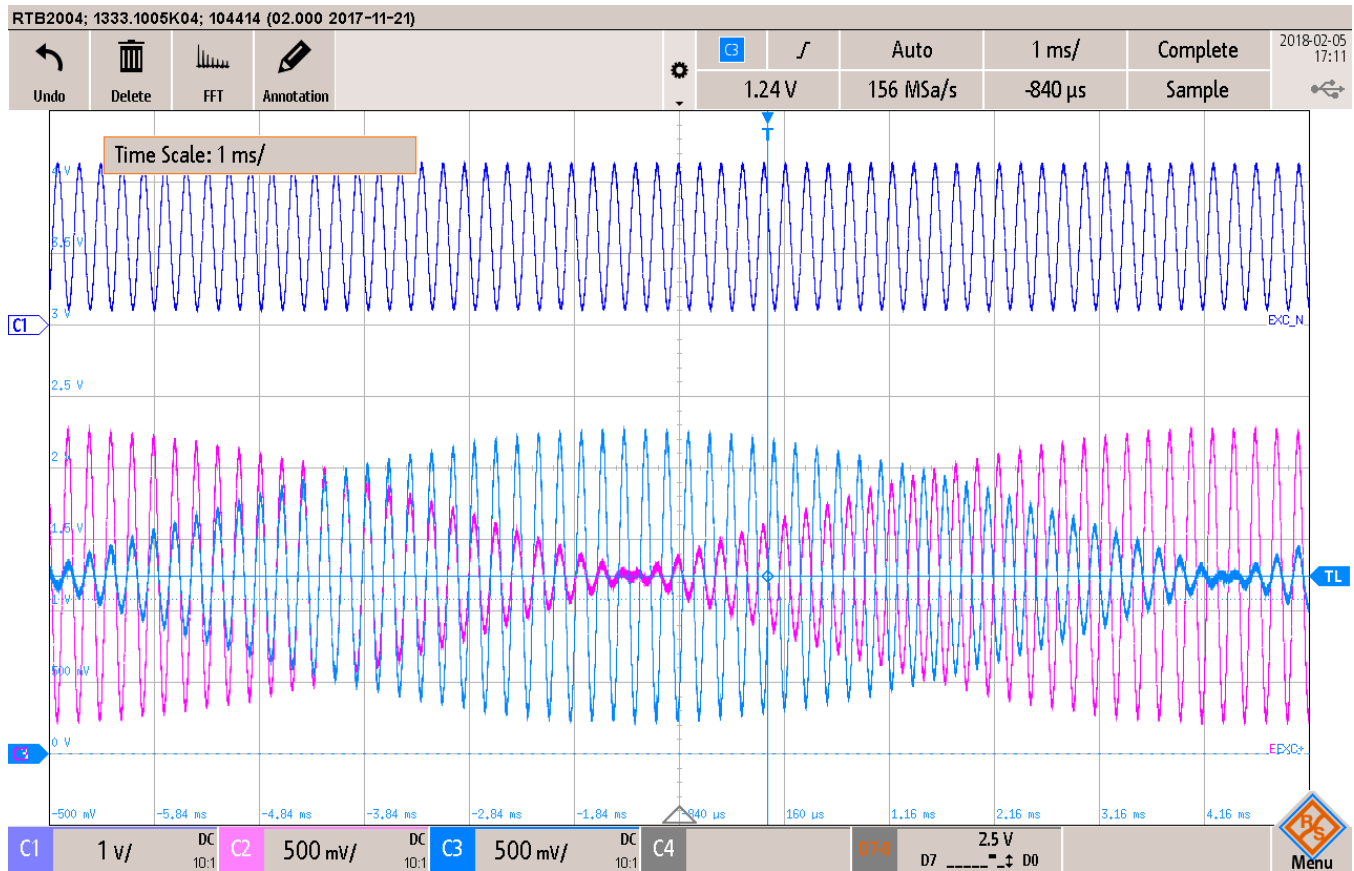 RTB2004; 1333.1005K04; 104414 (02.000 2017-11-21)
Undo
Delete
FFT
Annotation
C3
Auto
1 ms/
Complete
2018-02-05
17:11
1.24 V
156 MSa/s
-840 µs
Sample
T
Time Scale: 1 ms/
4 V
3.5 V
C1
3 V
EXC_N
2.5 V
2 V
1.5 V
TL
1 V
500 mV
C3
0 V
EXC+
-500 mV
-5.84 ms
-4.84 ms
-3.84 ms
-2.84 ms
-1.84 ms
-840 µs
160 µs
1.16 ms
2.16 ms
3.16 ms
4.16 ms
C1
1 V/
DC
10:1
C2
500 mV/
DC
10:1
C3
500 mV/
DC
10:1
C4
D7-0
2.5 V
D7
D0
R&S
Menu